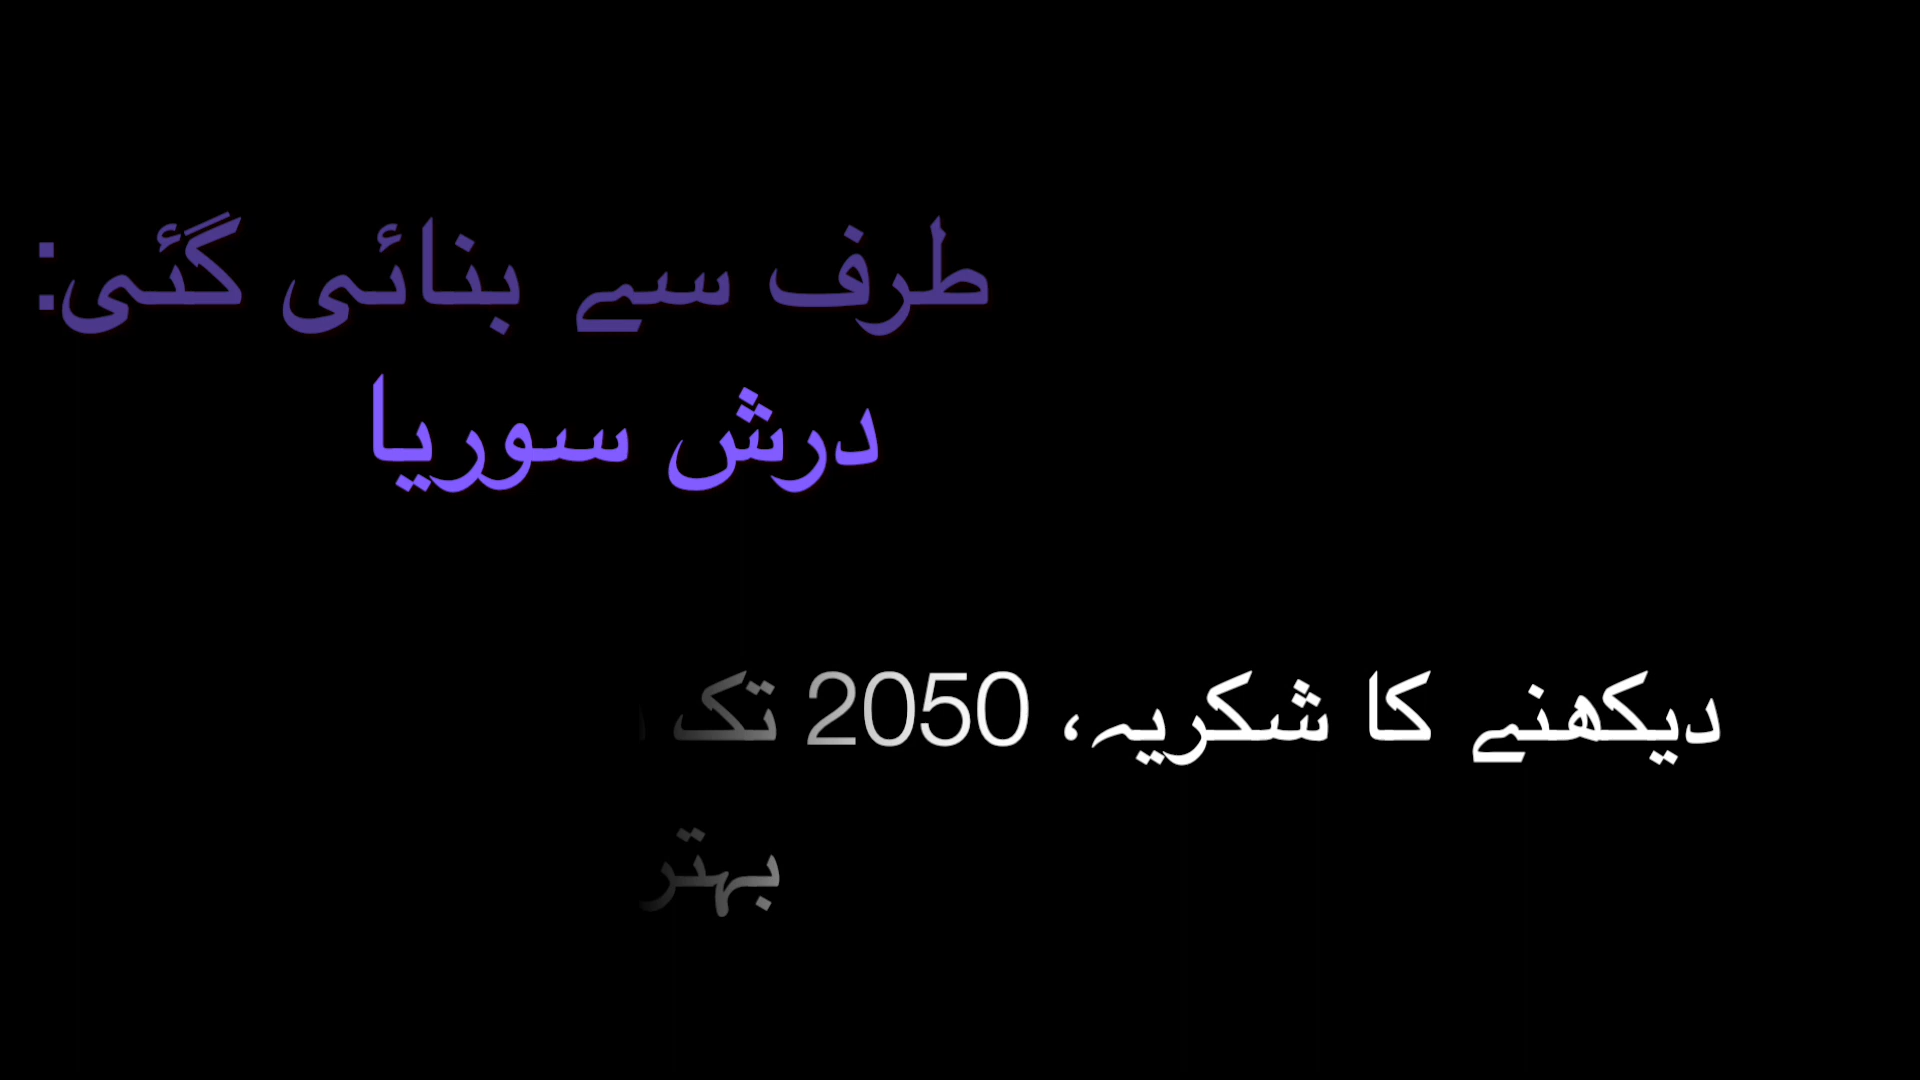 طرف سے بنائی گئی:
درش سوریا
دیکھنے کا شکریہ، 2050 تک
بہتر